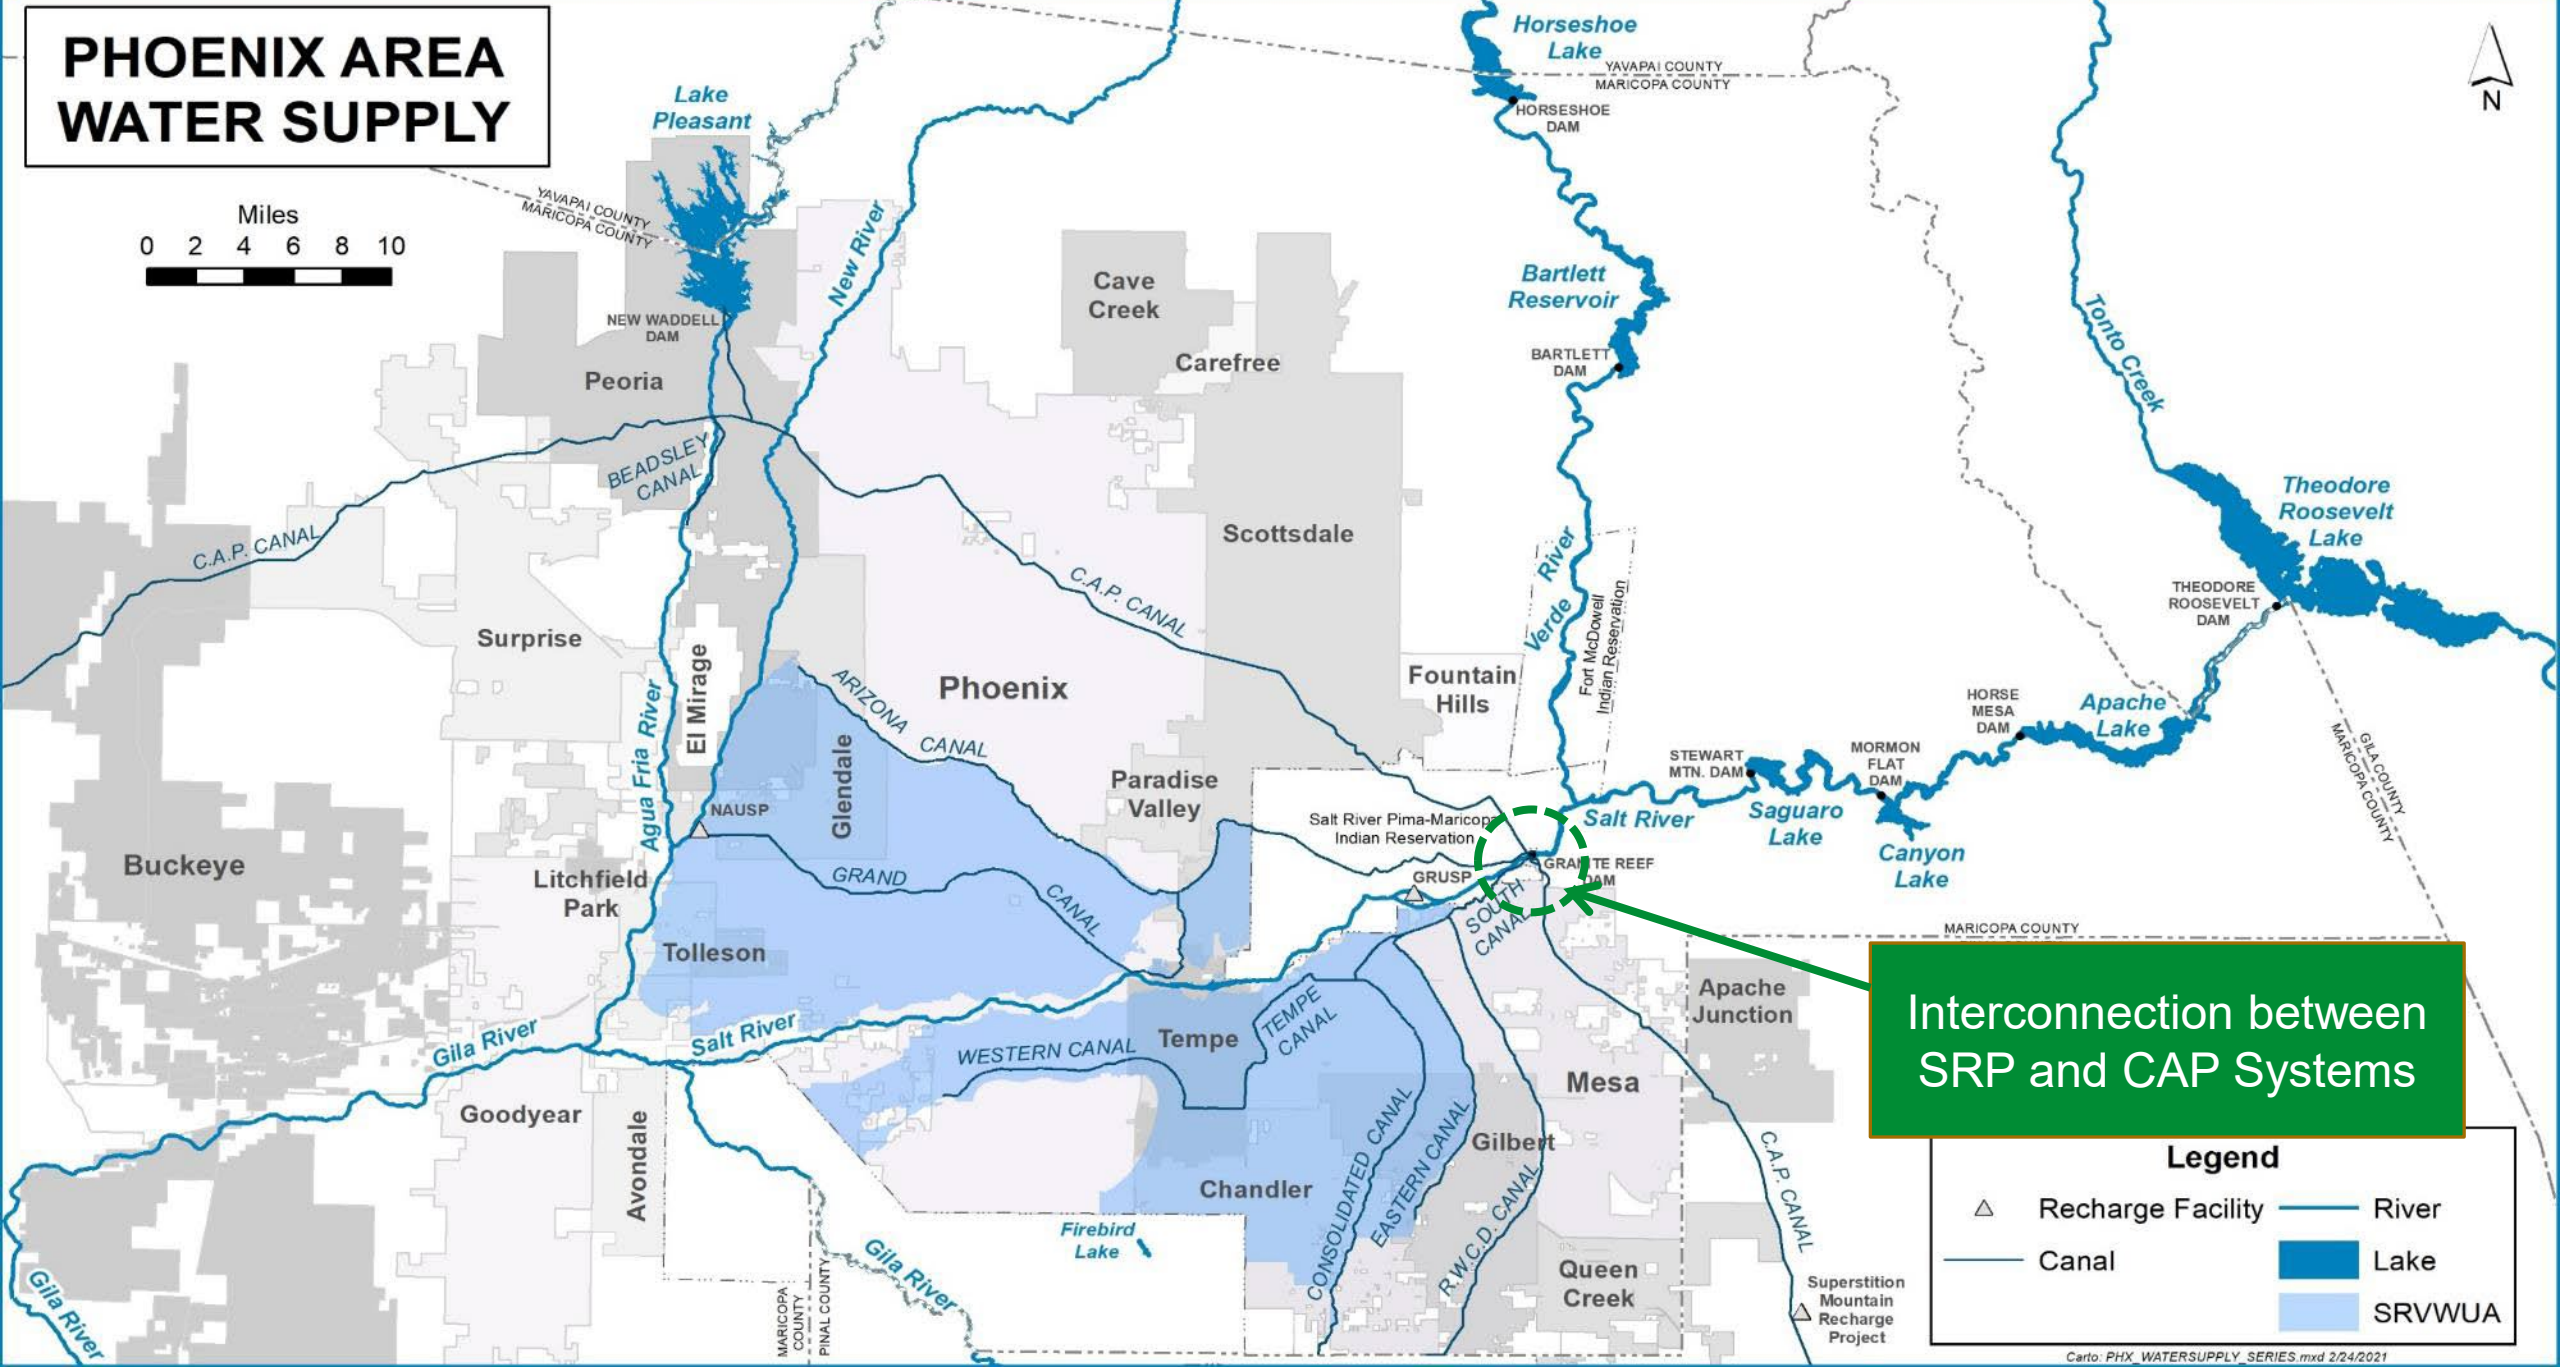 PHOENIX AREA
WATER SUPPLY
Miles
0 2 4 6 8 10
Lake
Pleasant
YAVAPAI COUNTY
MARICOPA COUNTY
NEW WADDELL
DAM
Peoria
New River
Cave
Creek
Carefree
Horseshoe
Lake
YAVAPAI COUNTY
MARICOPA COUNTY
HORSESHOE
DAM
N
Bartlett
Reservoir
BARTLETT
DAM
Tonto Creek
Theodore
Roosevelt
Lake
THEODORE
ROOSEVELT
DAM
BEADSLEY
CANAL
C.A.P. CANAL
Scottsdale
C.A.P. CANAL
Verde River
Fort McDowell
Indian Reservation
Surprise
El Mirage
Agua Fria River
ARIZONA CANAL
Phoenix
Fountain
Hills
HORSE
MESA
DAM
Apache
Lake
GILA COUNTY
MARICOPA COUNTY
Glendale
Paradise
Valley
STEWART
MTN. DAM
MORMON
FLAT
DAM
NAUSP
Salt River Pima-Maricopa
Indian Reservation
Salt River
Saguaro
Lake
Canyon
Lake
Buckeye
Litchfield
Park
GRAND CANAL
GRUSP
GRANITE REEF
DAM
SOUTH
CANAL
Tolleson
MARICOPA COUNTY
Apache
Junction
Interconnection between
SRP and CAP Systems
Gila River
Salt River
WESTERN CANAL
Tempe
TEMPE
CANAL
Mesa
Goodyear
Avondale
Gilbert
Chandler
CONSOLIDATED CANAL
EASTERN CANAL
R.W.C.D. CANAL
C.A.P. CANAL
Firebird
Lake
Gila River
Gila River
MARICOPA
COUNTY
PINAL COUNTY
Queen
Creek
Superstition
Mountain
Recharge
Project
Legend
Recharge Facility
River
Canal
Lake
SRVWUA
Carto: PHX_WATERSUPPLY_SERIES.mxd 2/24/2021